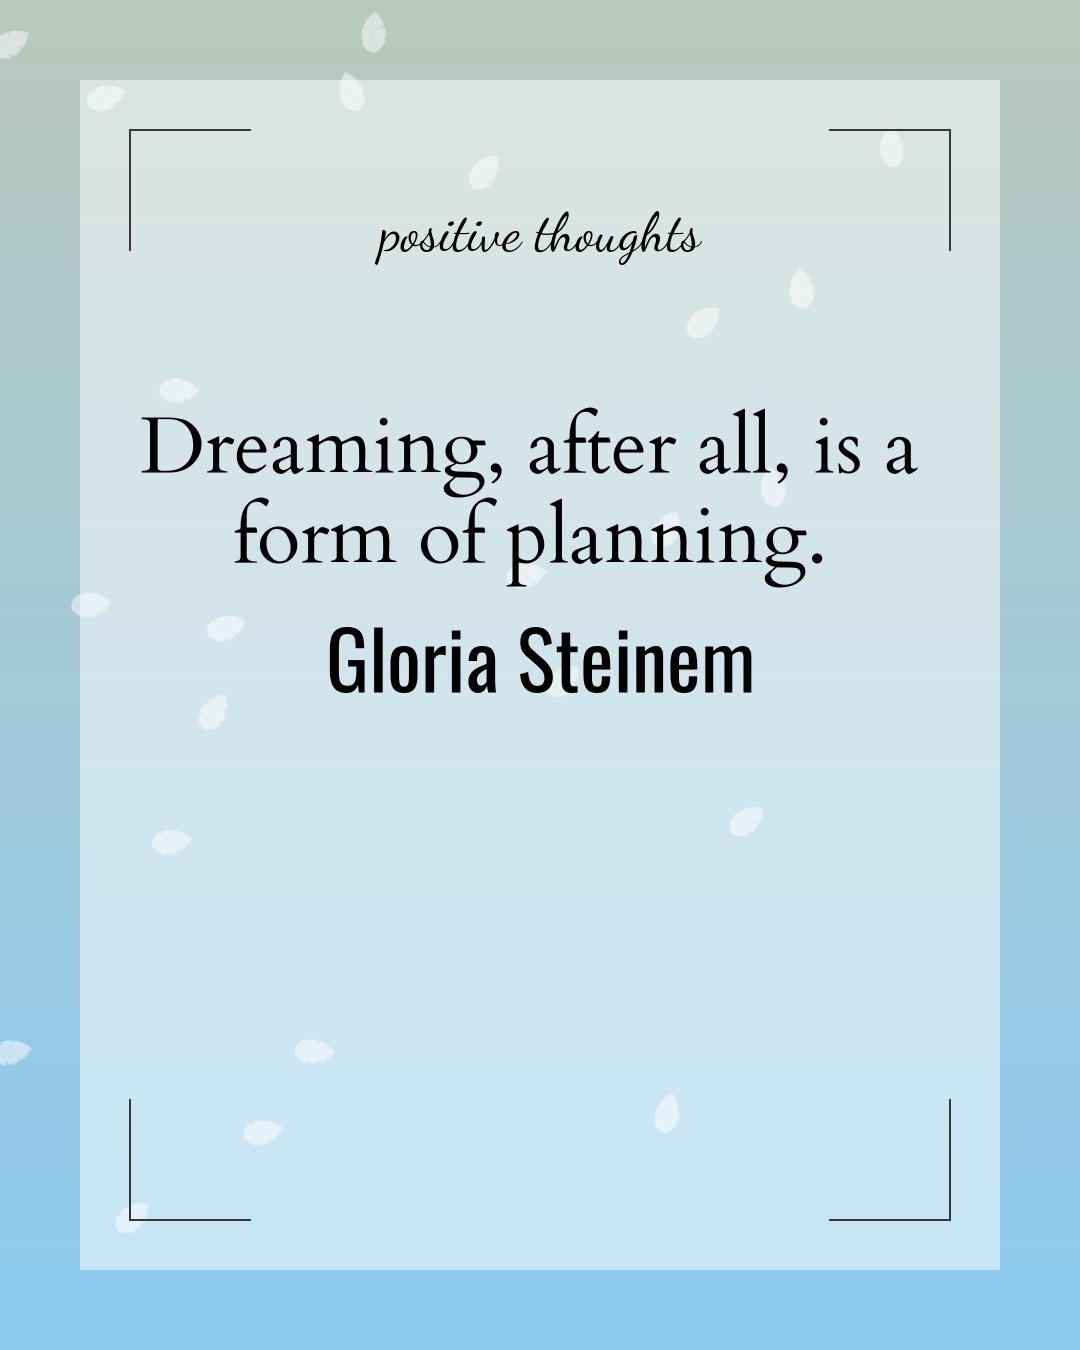 positive thoughts
Dreaming, after all, is a
form of planning.
Gloria Steinem